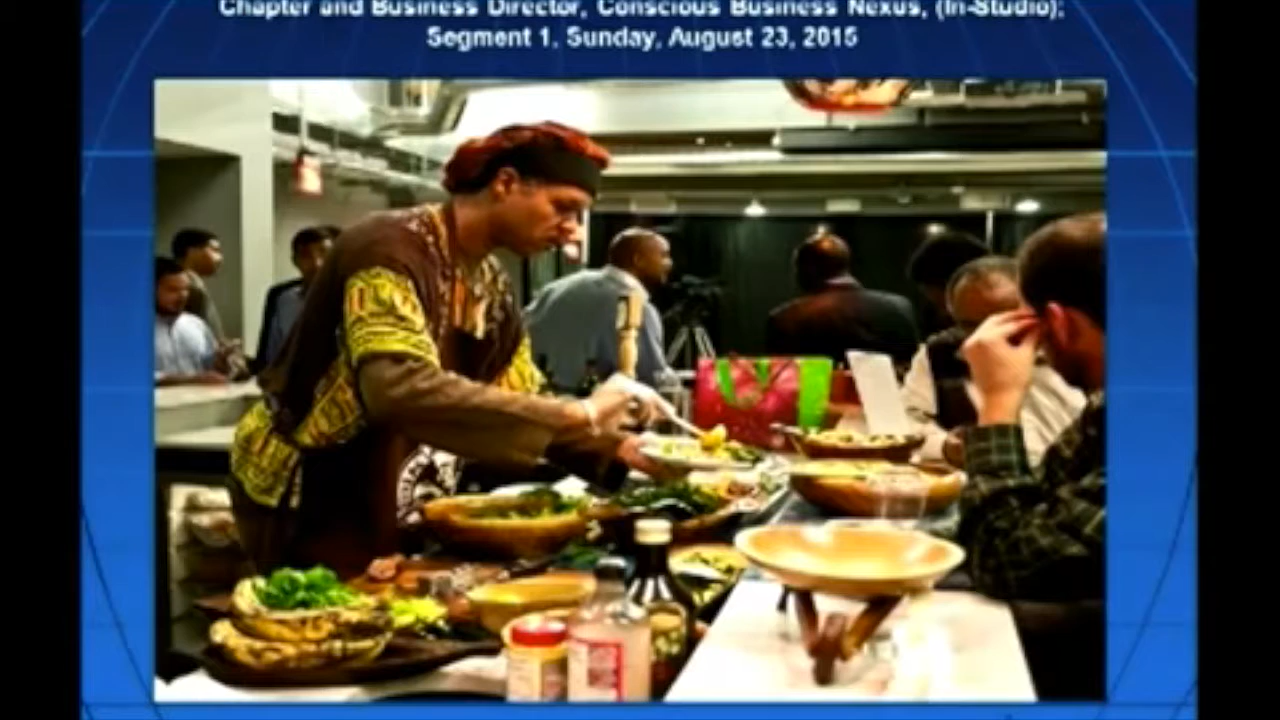 Chapter and Business Director, Conscious Business Nexus, (In-Studio);
Segment 1, Sunday, August 23, 2015